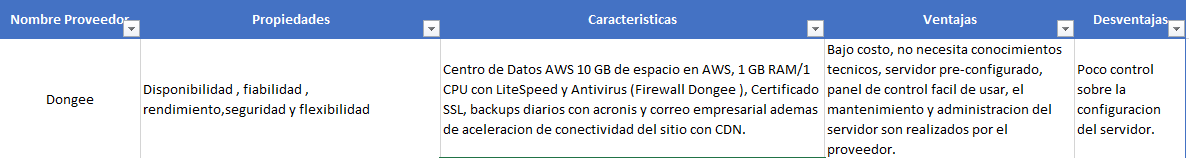 Nombre Proveedor
Propiedades
Caracteristicas
Ventajas
Desventajas
Dongee
Disponibilidad , fiabilidad ,
rendimiento,seguridad y flexibilidad
Centro de Datos AWS 10 GB de espacio en AWS, 1 GB RAM/1
CPU con LiteSpeed y Antivirus (Firewall Dongee ), Certificado
SSL, backups diarios con acronis y correo empresarial ademas
de aceleracion de conectividad del sitio con CDN.
Bajo costo, no necesita conocimientos
tecnicos, servidor pre-configurado,
panel de control facil de usar, el
mantenimiento y administracion del
servidor son realizados por el
proveedor.
Poco control
sobre la
configuracion
del servidor.